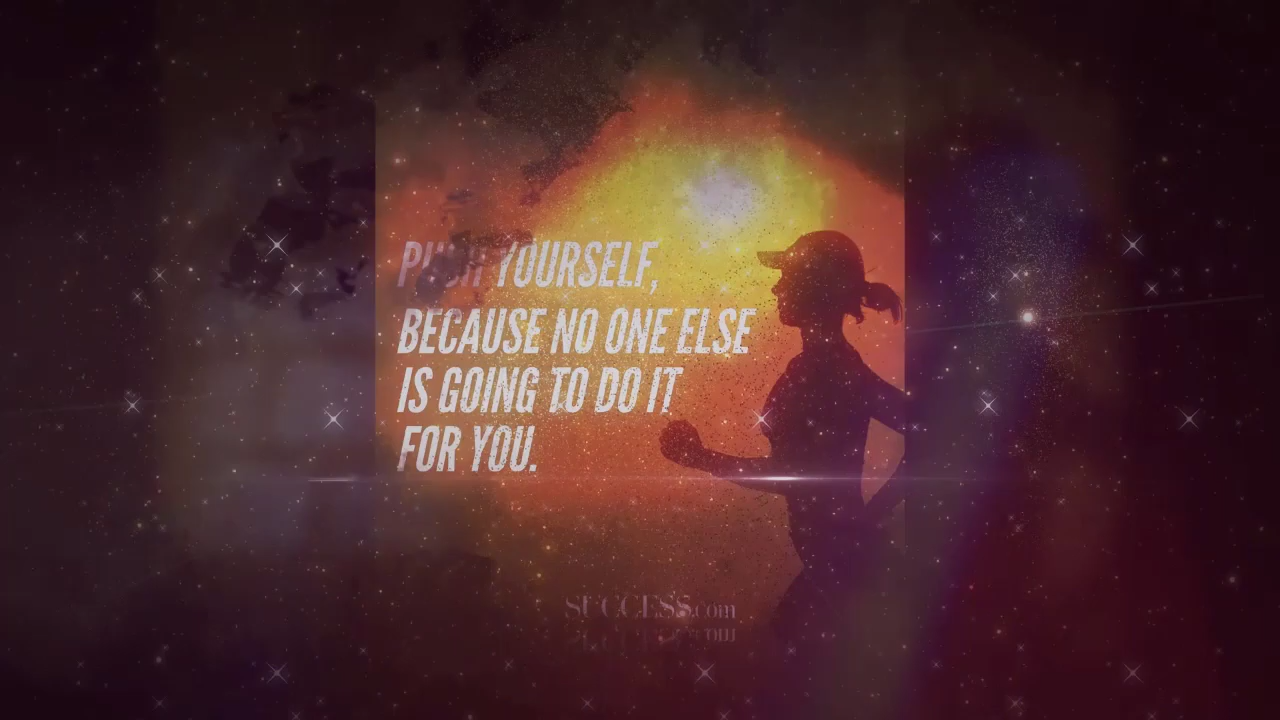 PUSH YOURSELF,
BECAUSE NO ONE ELSE
IS GOING TO DO IT
FOR YOU.
SUCCESS.com